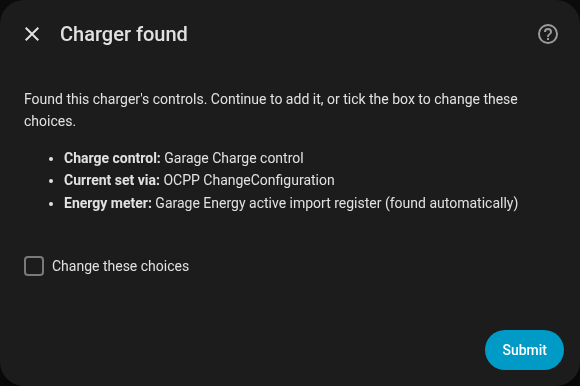 Charger found
Found this charger's controls. Continue to add it, or tick the box to change these
choices.
• Charge control: Garage Charge control
• Current set via: OCPP ChangeConfiguration
• Energy meter: Garage Energy active import register (found automatically)
Change these choices
Submit